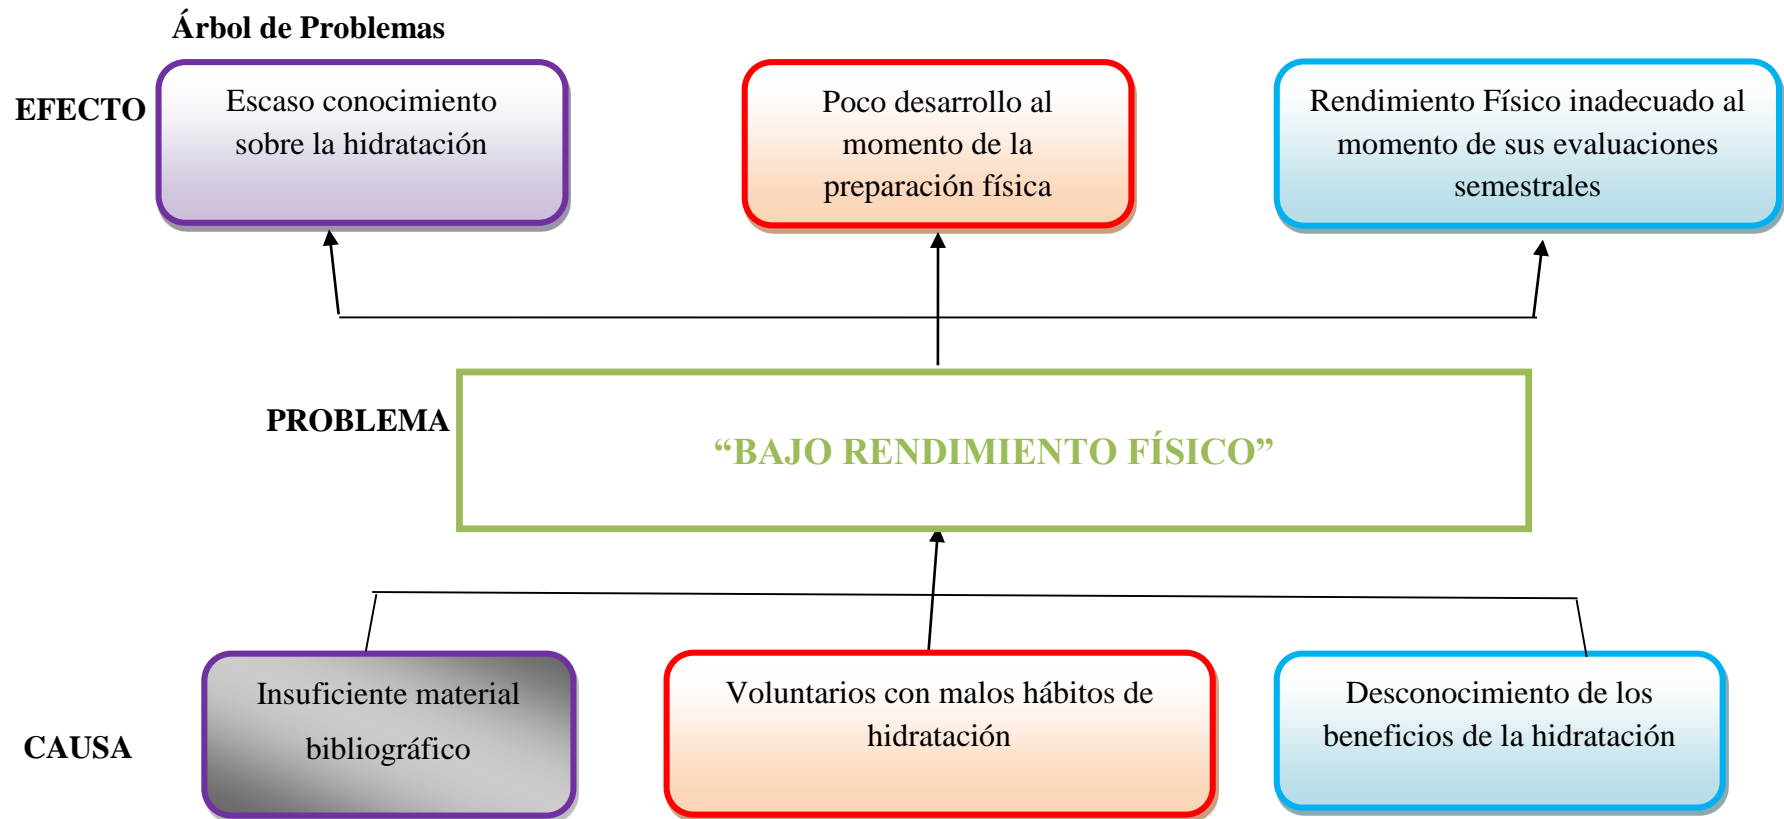 Árbol de Problemas
EFECTO
Escaso conocimiento
sobre la hidratación
Poco desarrollo al
momento de la
preparación física
Rendimiento Físico inadecuado al
momento de sus evaluaciones
semestrales
PROBLEMA
“BAJO RENDIMIENTO FÍSICO”
CAUSA
Insuficiente material
bibliográfico
Voluntarios con malos hábitos de
hidratación
Desconocimiento de los
beneficios de la hidratación